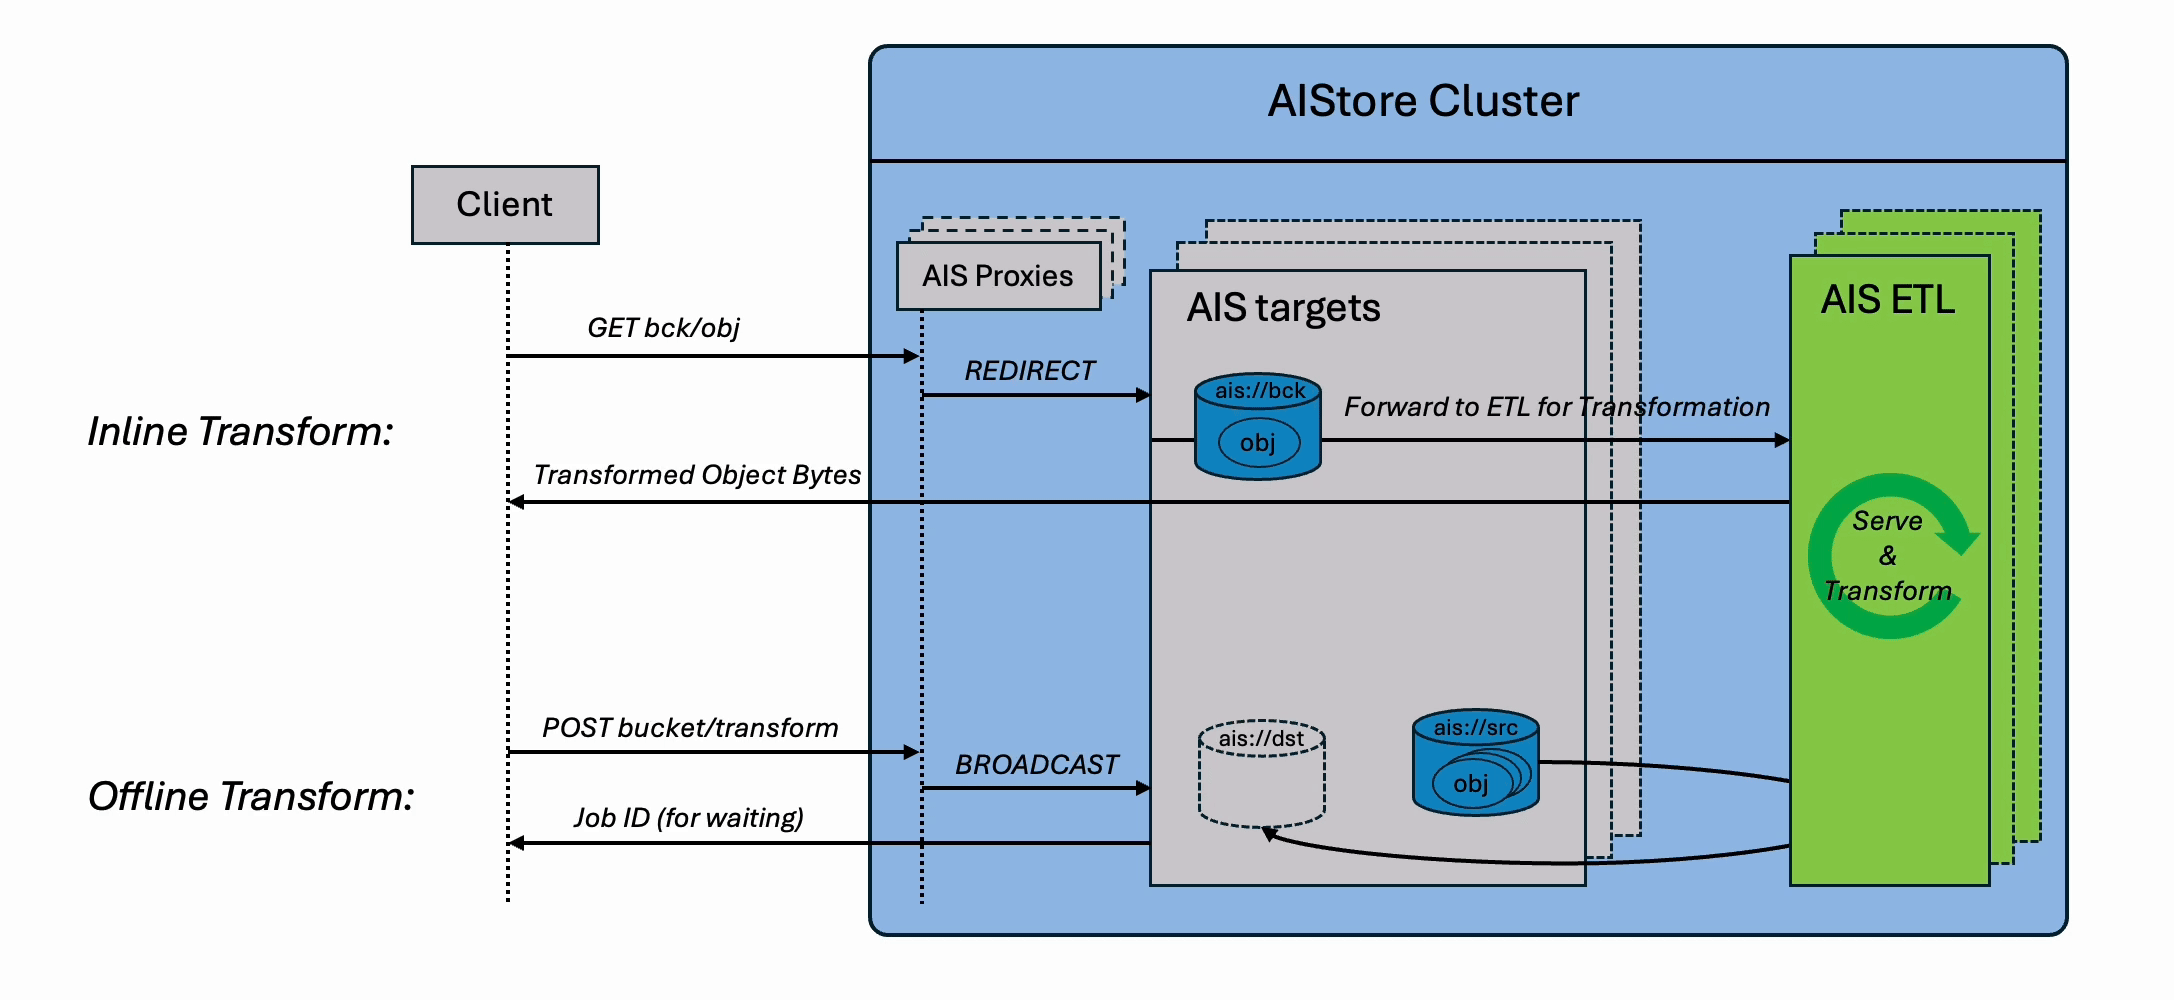 AIStore Cluster
Client
AIS Proxies
AIS targets
AIS ETL
GET bck/obj
REDIRECT
ais://bck
obj
Forward to ETL for Transformation
Inline Transform:
Transformed Object Bytes
Serve
&
Transform
POST bucket/transform
BROADCAST
ais://dst
ais://src
obj
Offline Transform:
Job ID (for waiting)